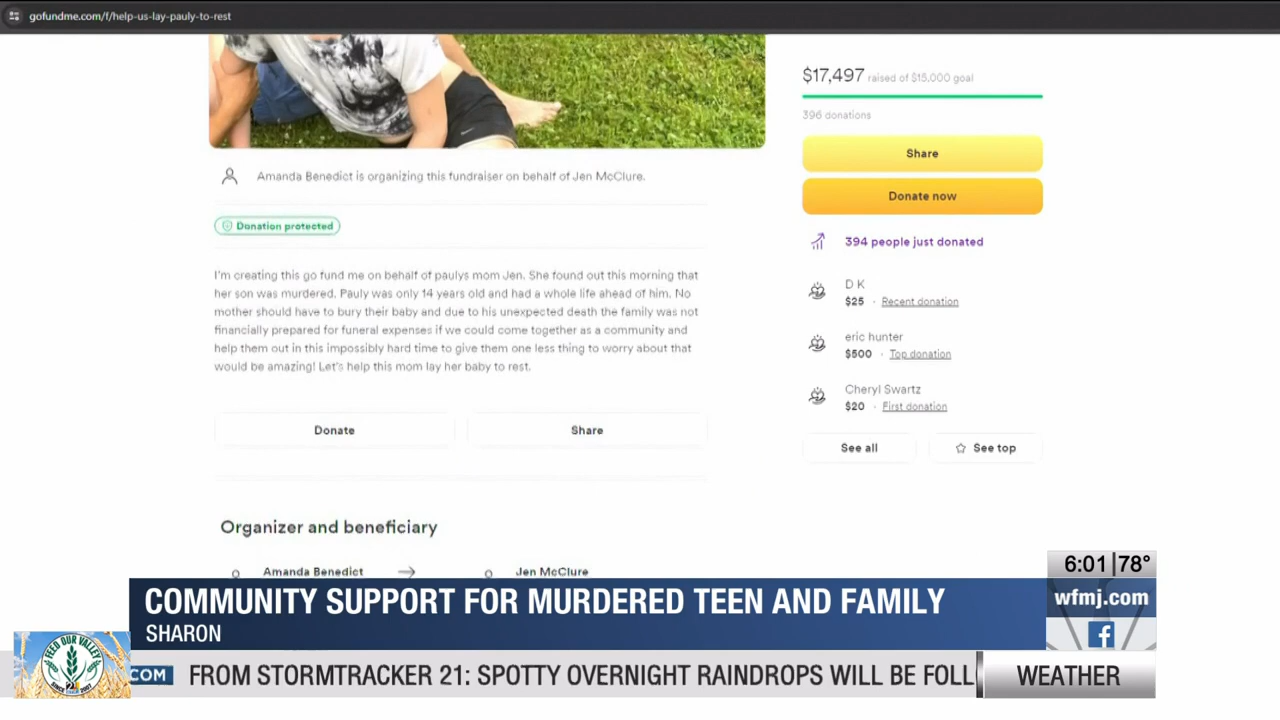 gofundme.com/f/help-us-lay-pauly-to-rest
$17,497 raised of $15,000 goal
396 donations
Share
Donate now
394 people just donated
D K
$25 · Recent donation
eric hunter
$500 · Top donation
Cheryl Swartz
$20 · First donation
See all
See top
Amanda Benedict is organizing this fundraiser on behalf of Jen McClure.
Donation protected
I'm creating this go fund me on behalf of paulys mom Jen. She found out this morning that
her son was murdered. Pauly was only 14 years old and had a whole life ahead of him. No
mother should have to bury their baby and due to his unexpected death the family was not
financially prepared for funeral expenses if we could come together as a community and
help them out in this impossibly hard time to give them one less thing to worry about that
would be amazing! Let's help this mom lay her baby to rest.
Donate
Share
Organizer and beneficiary
Amanda Benedict
Jen McClure
COMMUNITY SUPPORT FOR MURDERED TEEN AND FAMILY
SHARON
6:01 78°
wfmj.com
FEED OUR VALLEY
.COM
FROM STORMTRACKER 21: SPOTTY OVERNIGHT RAINDROPS WILL BE FOLL
WEATHER